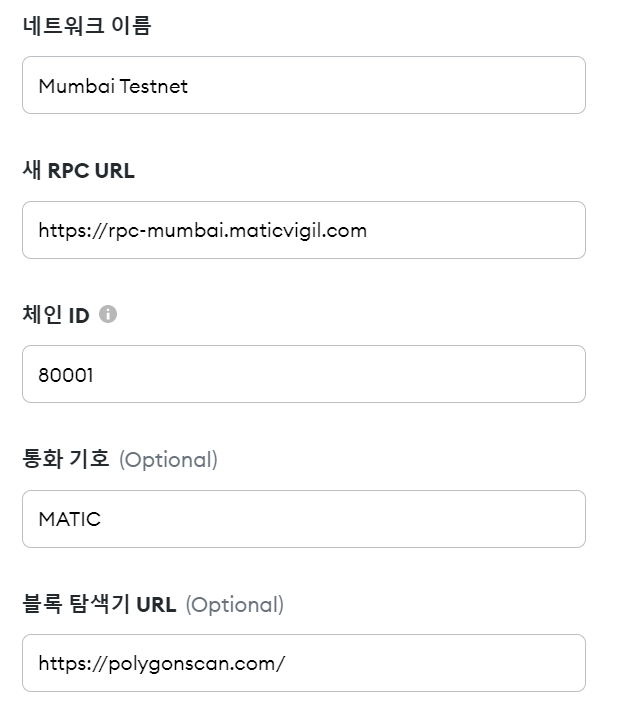 네트워크 이름
Mumbai Testnet
새 RPC URL
https://rpc-mumbai.maticvigil.com
체인 ID
80001
통화 기호 (Optional)
MATIC
블록 탐색기 URL (Optional)
https://polygonscan.com/